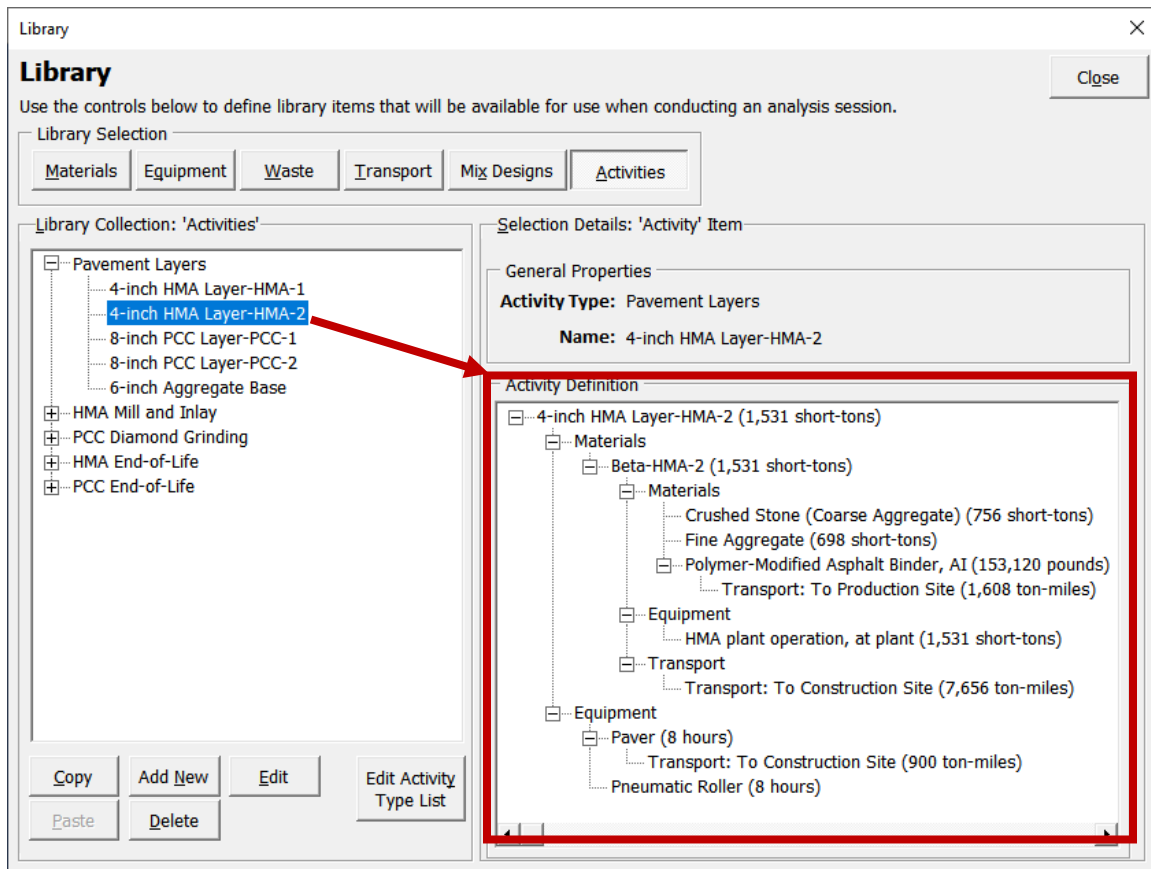 Library
Library
Close
Use the controls below to define library items that will be available for use when conducting an analysis session.
Library Selection
Materials Equipment Waste Transport Mix Designs Activities
Library Collection: 'Activities'
Pavement Layers
4-inch HMA Layer-HMA-1
4-inch HMA Layer-HMA-2
8-inch PCC Layer-PCC-1
8-inch PCC Layer-PCC-2
6-inch Aggregate Base
HMA Mill and Inlay
PCC Diamond Grinding
HMA End-of-Life
PCC End-of-Life
Copy Add New Edit
Edit Activity
Type List
Paste Delete
Selection Details: 'Activity' Item
General Properties
Activity Type: Pavement Layers
Name: 4-inch HMA Layer-HMA-2
Activity Definition
4-inch HMA Layer-HMA-2 (1,531 short-tons)
Materials
Beta-HMA-2 (1,531 short-tons)
Materials
Crushed Stone (Coarse Aggregate) (756 short-tons)
Fine Aggregate (698 short-tons)
Polymer-Modified Asphalt Binder, AI (153,120 pounds)
Transport: To Production Site (1,608 ton-miles)
Equipment
HMA plant operation, at plant (1,531 short-tons)
Transport
Transport: To Construction Site (7,656 ton-miles)
Equipment
Paver (8 hours)
Transport: To Construction Site (900 ton-miles)
Pneumatic Roller (8 hours)